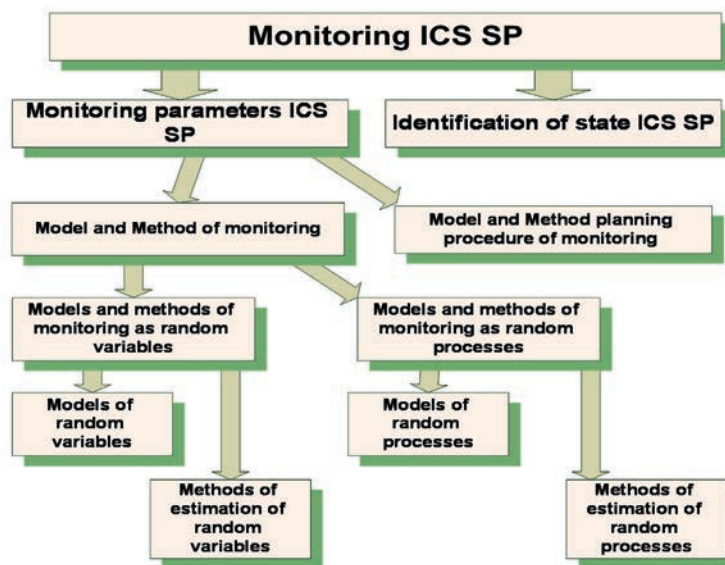 Monitoring ICS SP
Monitoring parameters ICS
SP
Identification of state ICS SP
Model and Method of monitoring
Model and Method planning
procedure of monitoring
Models and methods of
monitoring as random
variables
Models and methods of
monitoring as random
processes
Models of
random
variables
Models of
random
processes
Methods of
estimation of
random
variables
Methods of
estimation of
random
processes